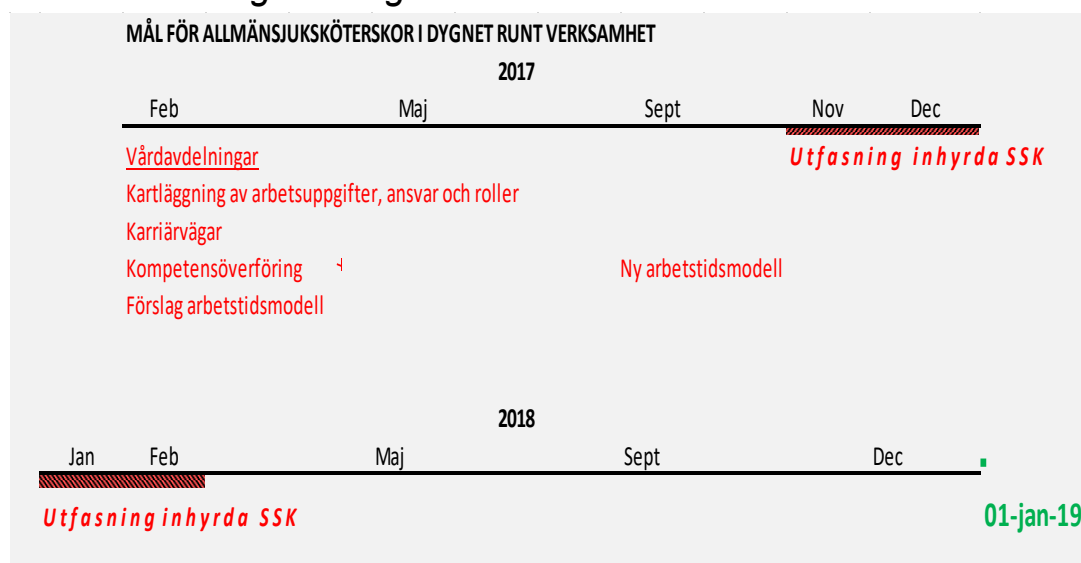 MÅL FÖR ALLMÄNSJUKSKÖTERSKOR I DYGNET RUNT VERKSAMHET
2017
Feb Maj Sept Nov Dec
Vårdavdelningar Utfasning inhyrda SSK
Kartläggning av arbetsuppgifter, ansvar och roller
Karriärvägar
Kompetensöverföring Ny arbetstidsmodell
Förslag arbetstidsmodell
2018
Jan Feb Maj Sept Dec
Utfasning inhyrda SSK 01-jan-19